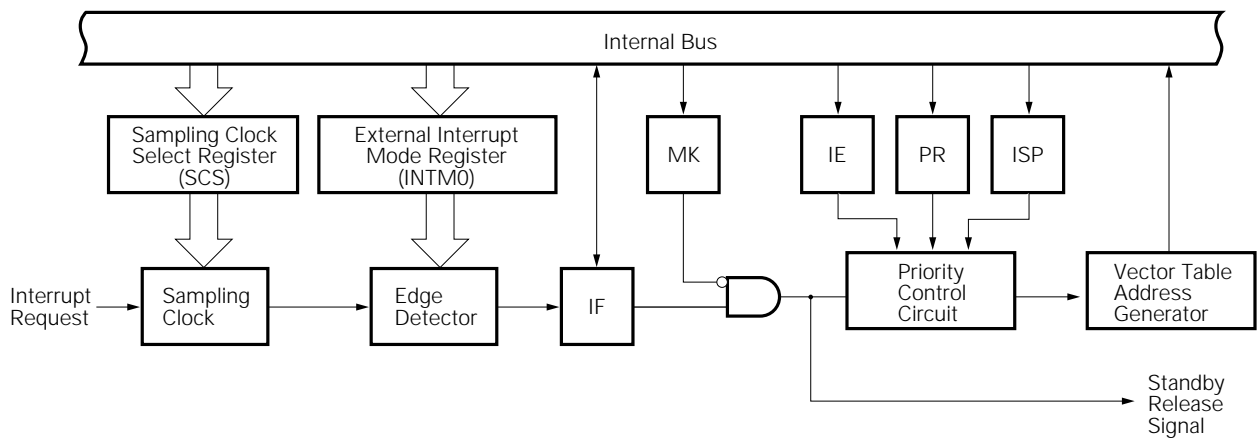 Internal Bus
Sampling Clock
Select Register
(SCS)
External Interrupt
Mode Register
(INTM0)
MK
IE
PR
ISP
Interrupt
Request
Sampling
Clock
Edge
Detector
IF
Priority
Control
Circuit
Vector Table
Address
Generator
Standby
Release
Signal